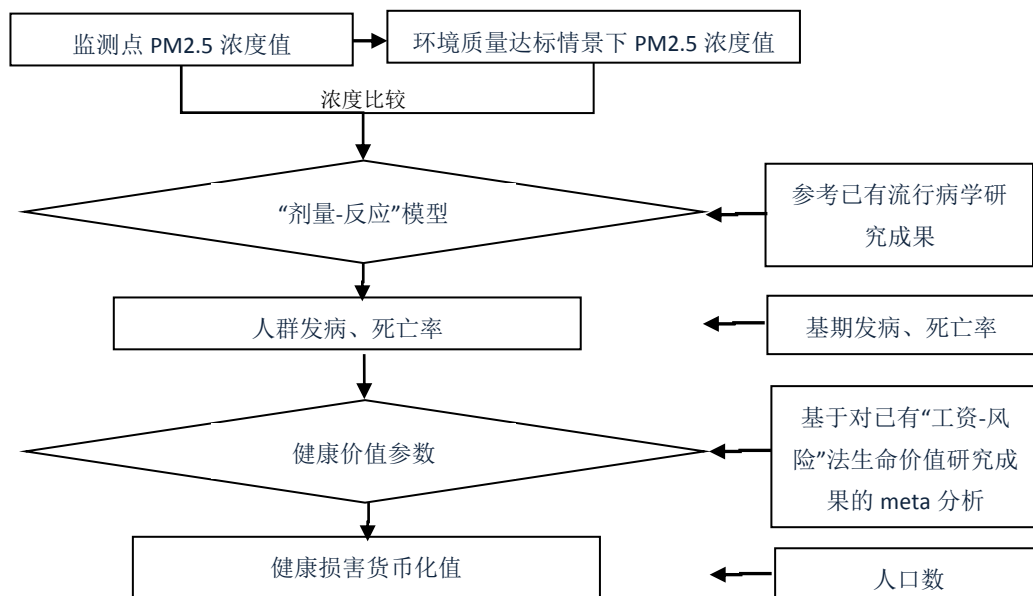 监测点 PM2.5 浓度值
环境质量达标情景下 PM2.5 浓度值
浓度比较
“剂量-反应”模型
参考已有流行病学研
究成果
人群发病、死亡率
基期发病、死亡率
健康价值参数
基于对已有“工资-风
险”法生命价值研究成
果的 meta 分析
健康损害货币化值
人口数